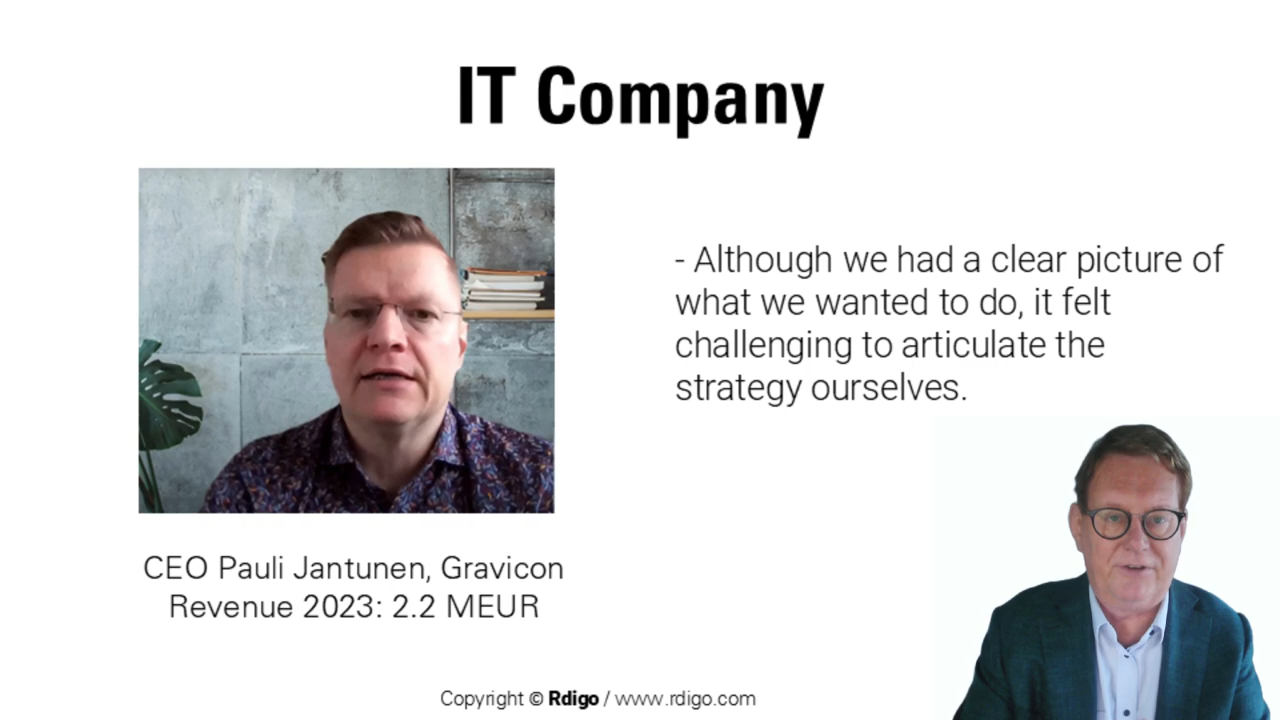 IT Company
- Although we had a clear picture of
what we wanted to do, it felt
challenging to articulate the
strategy ourselves.
CEO Pauli Jantunen, Gravicon
Revenue 2023: 2.2 MEUR
Copyright © Rdigo / www.rdigo.com